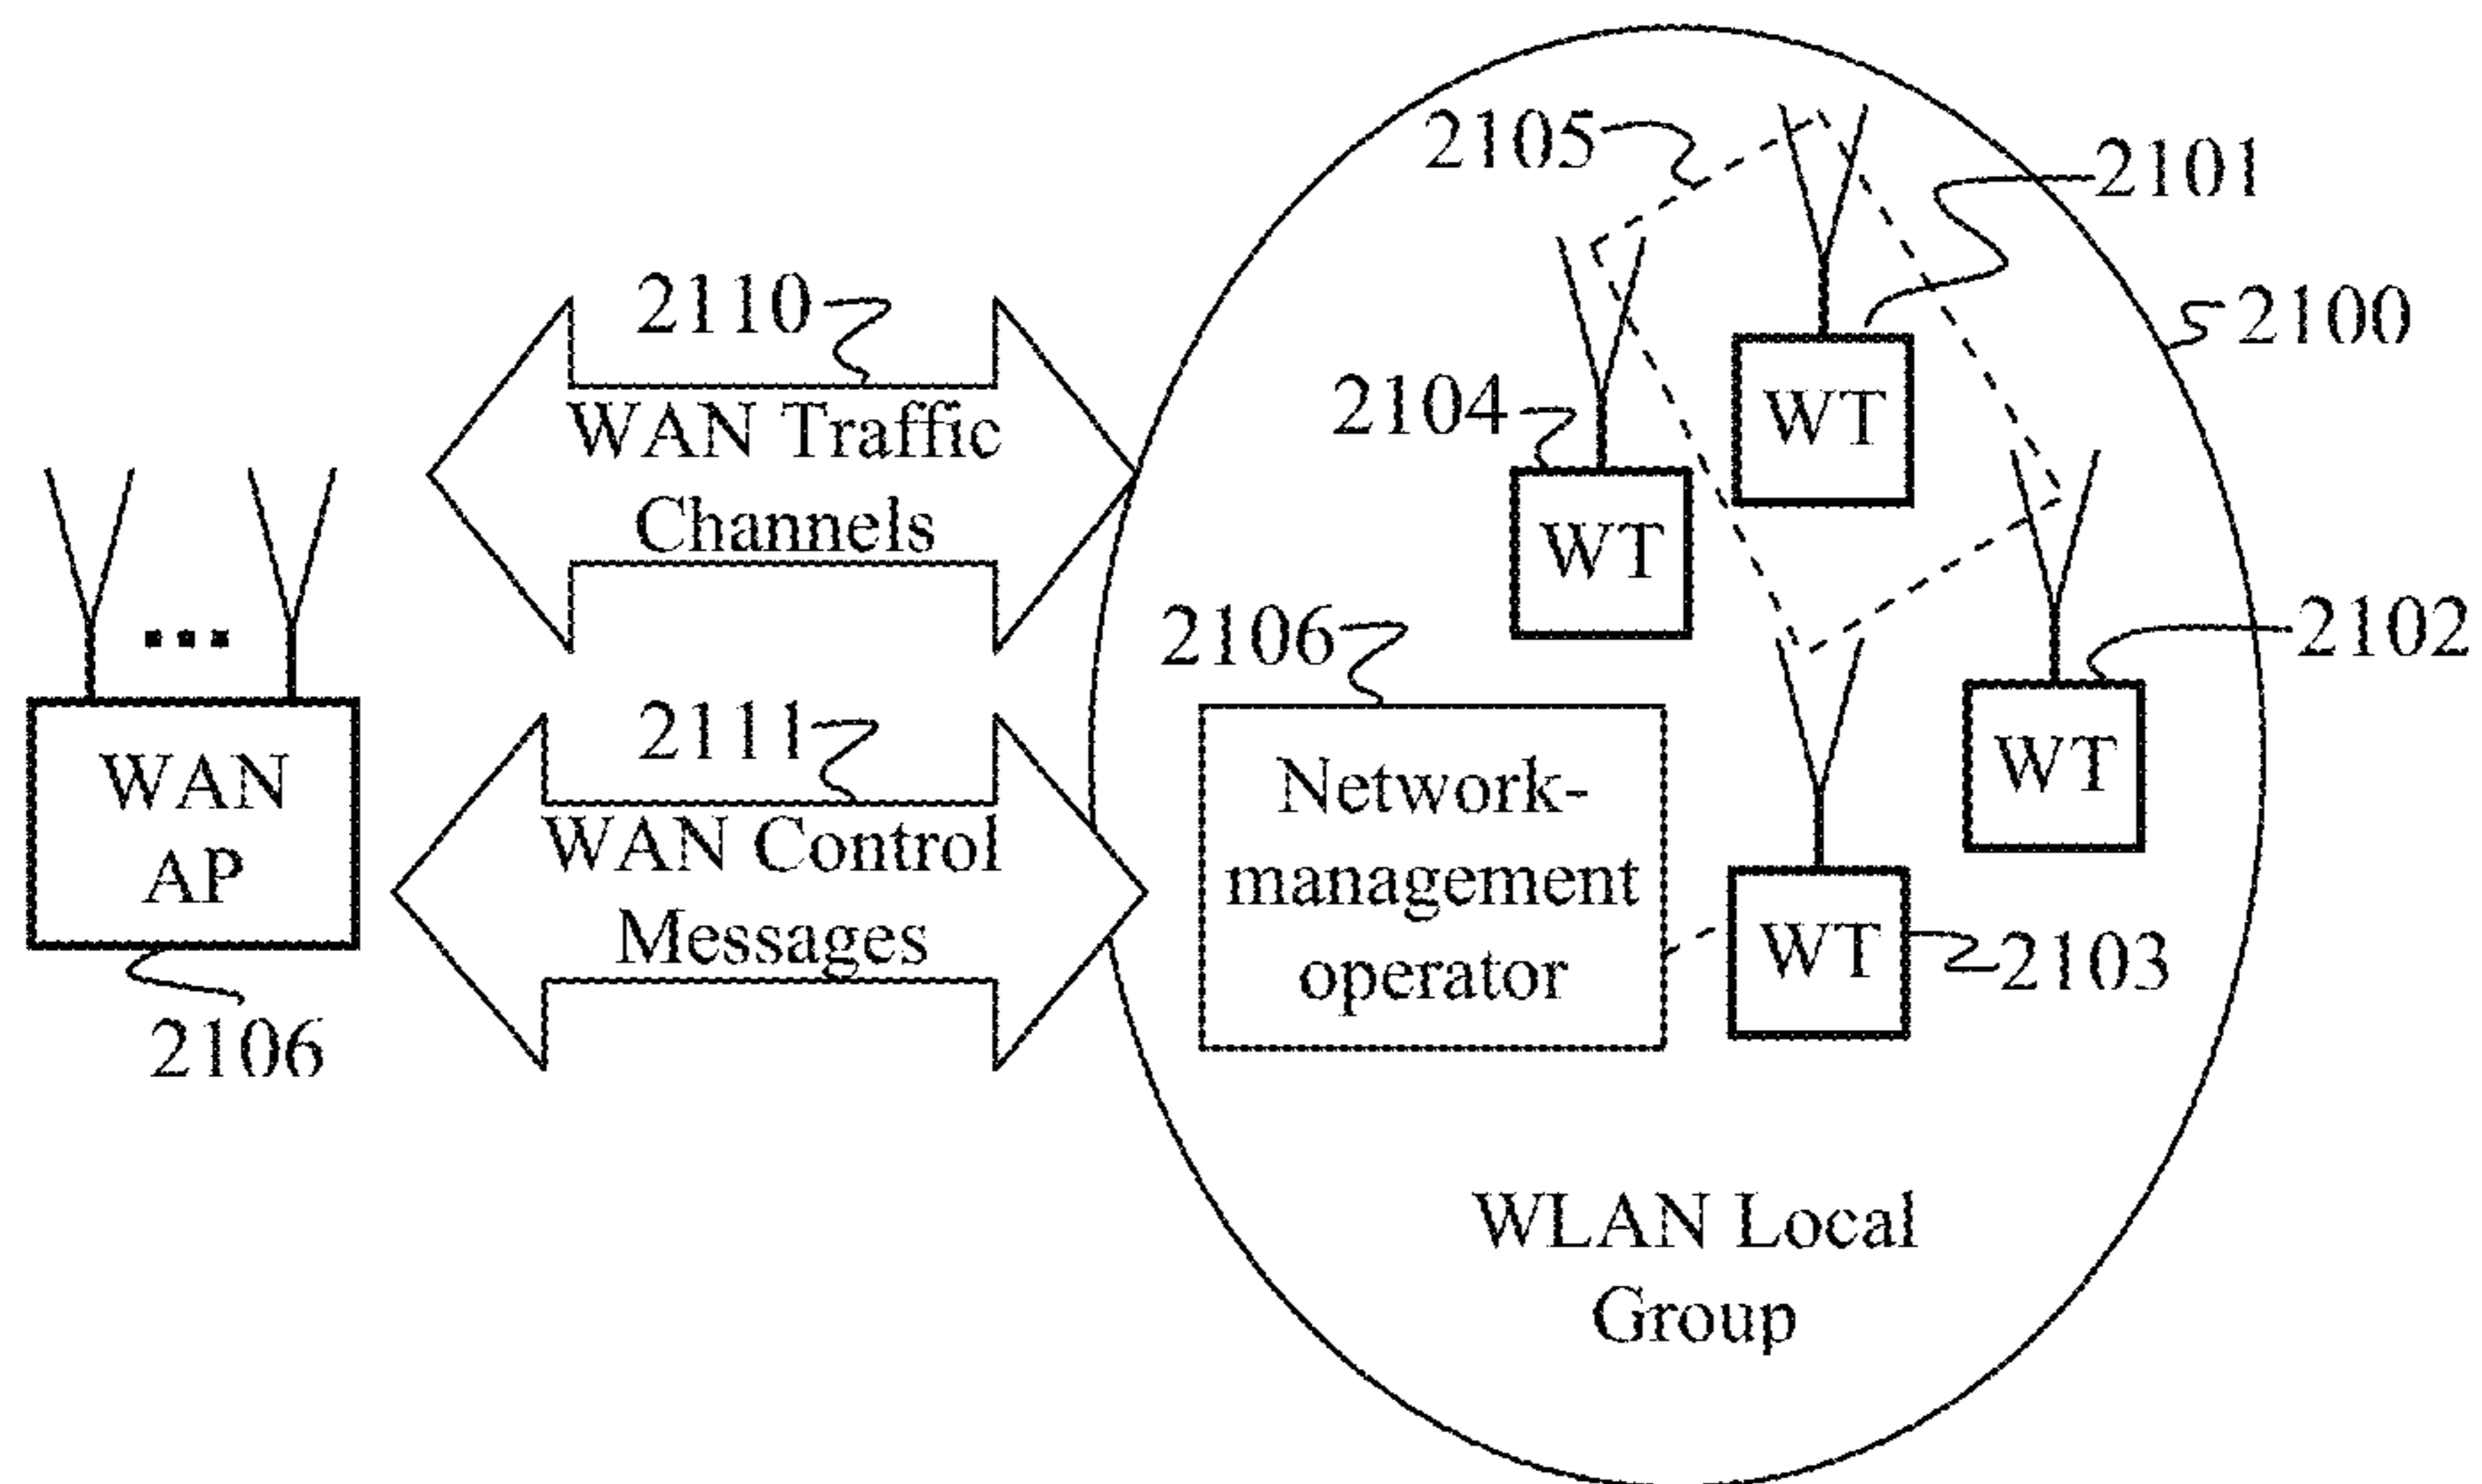 2105
2101
2110
2100
WAN Traffic
Channels
2104
WT
WT
2106
2102
WAN
AP
2111
WAN Control
Messages
Network-
management
operator
WT
WT
2103
2106
WLAN Local
Group